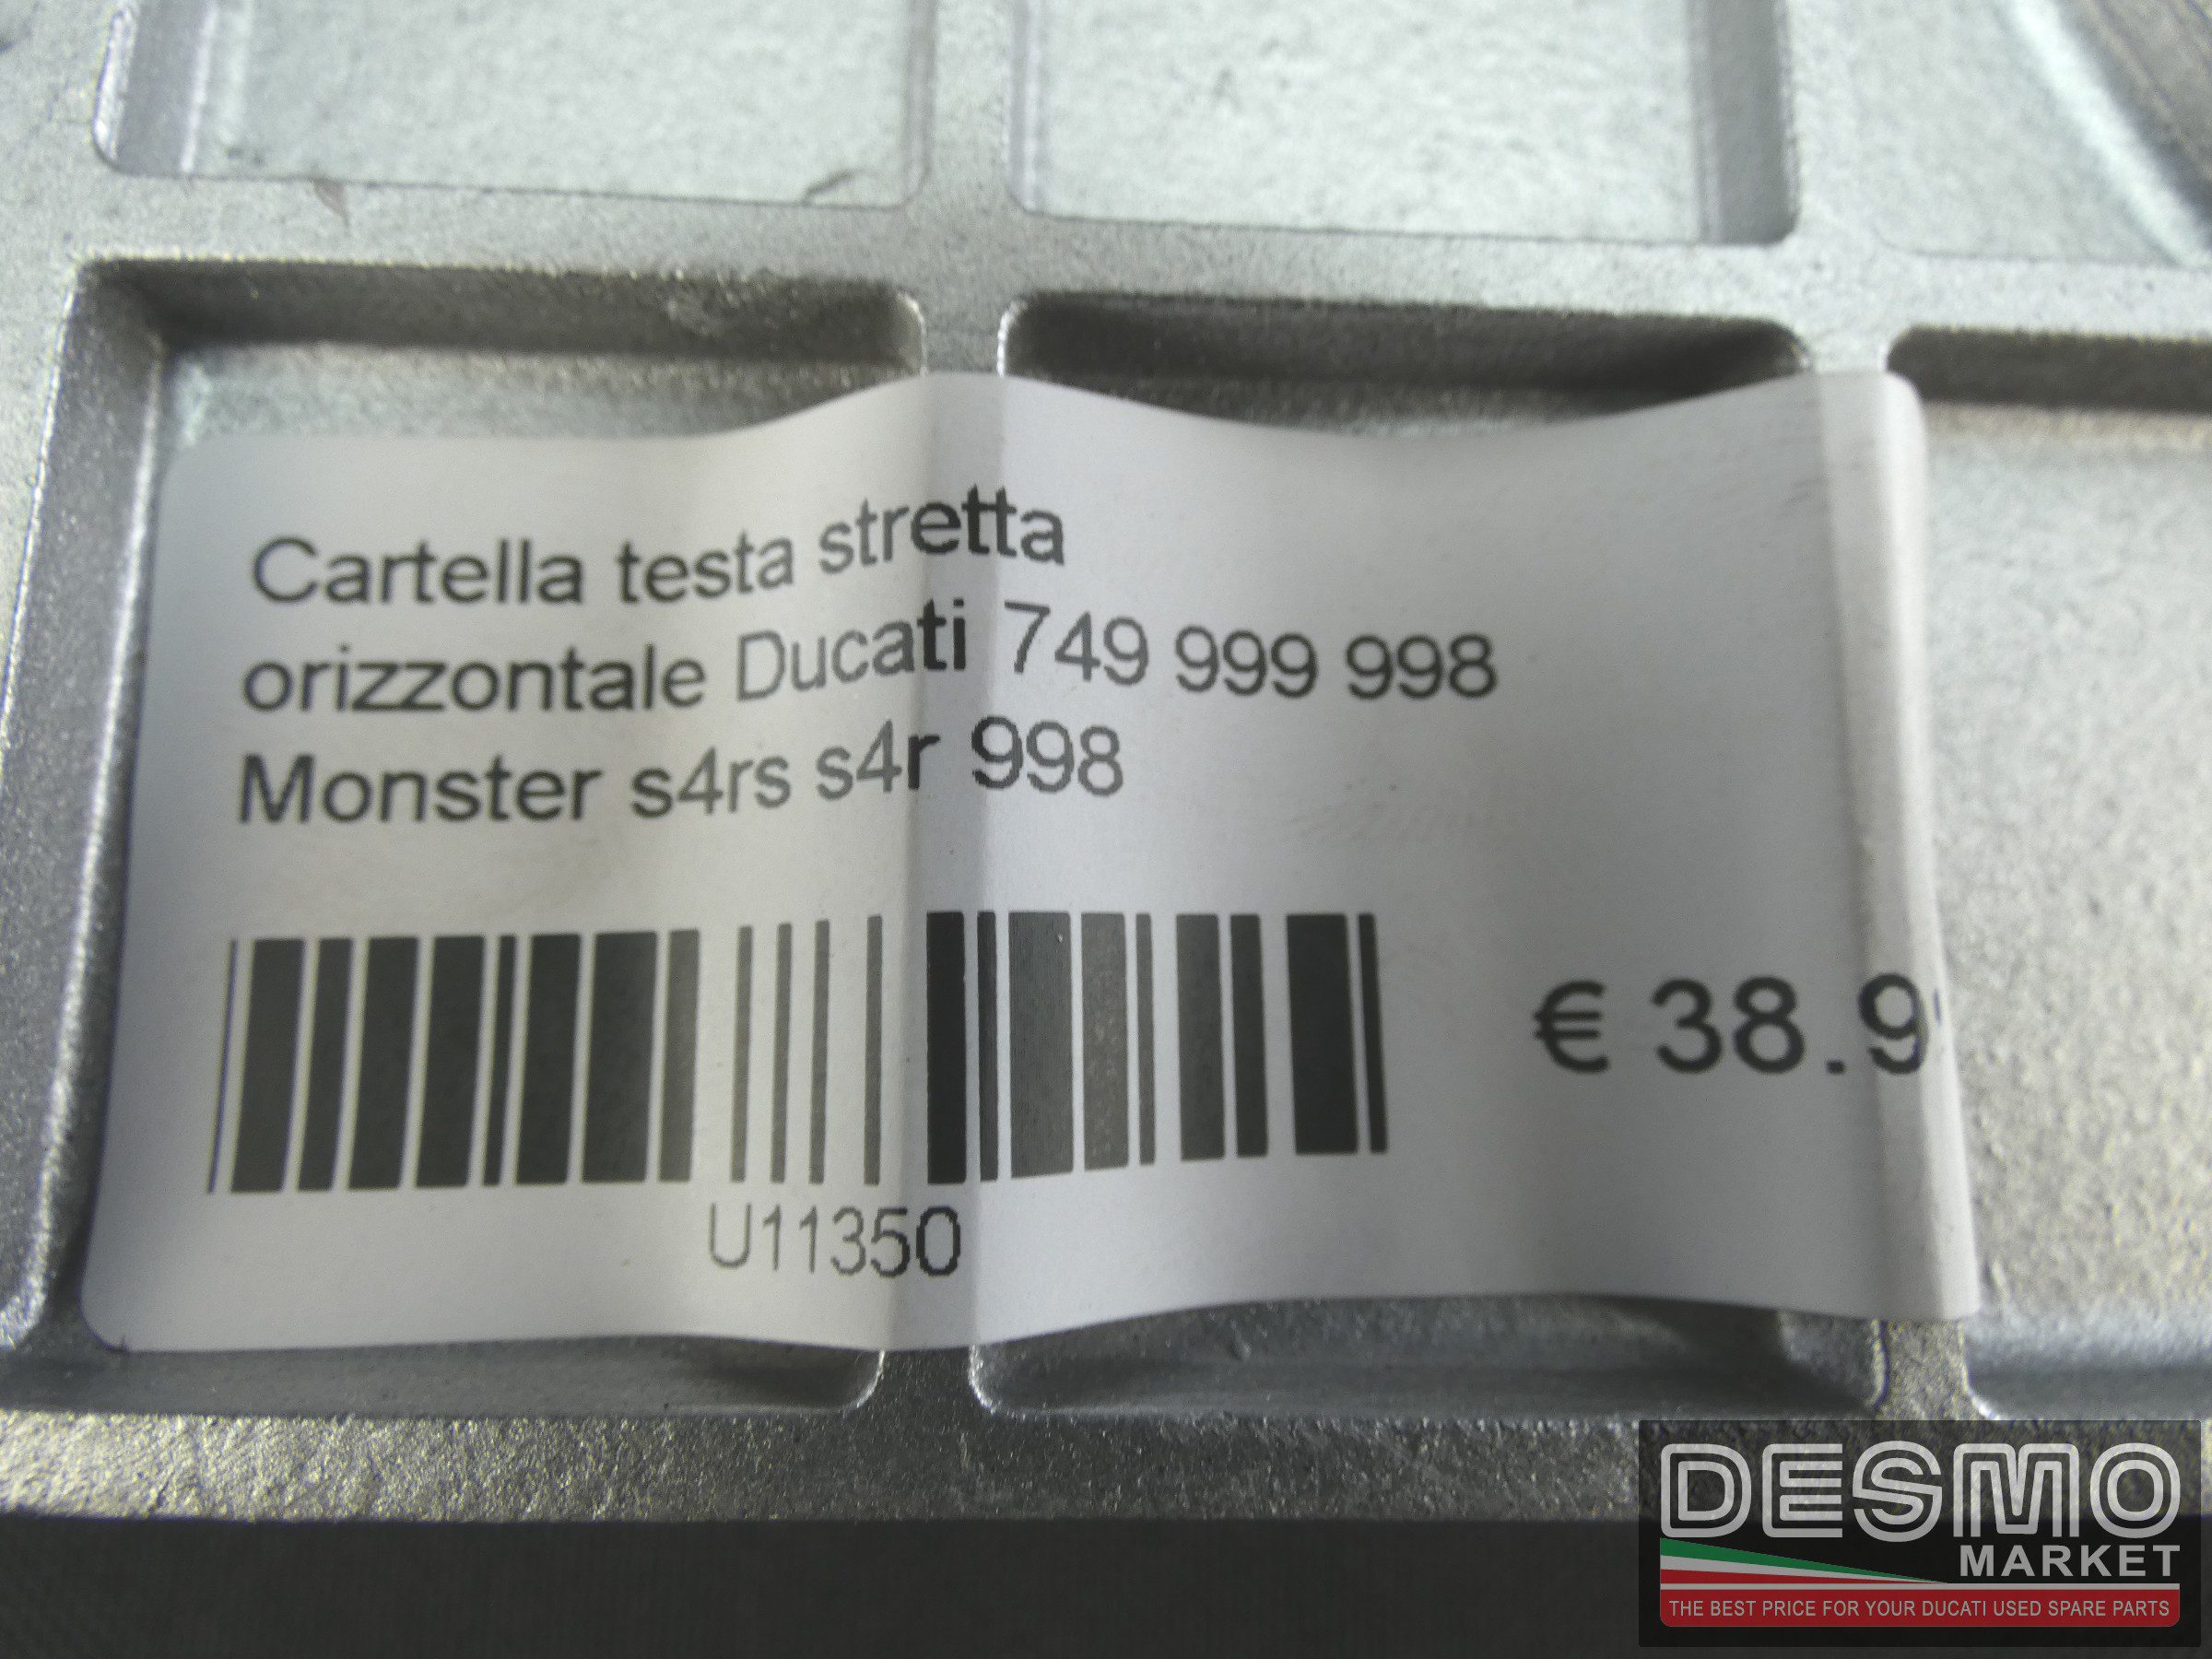 Cartella testa stretta
orizzontale Ducati 749 999 998
Monster s4rs s4r 998
€ 38.9
U11350
DESMO
MARKET
THE BEST PRICE FOR YOUR DUCATI USED SPARE PARTS